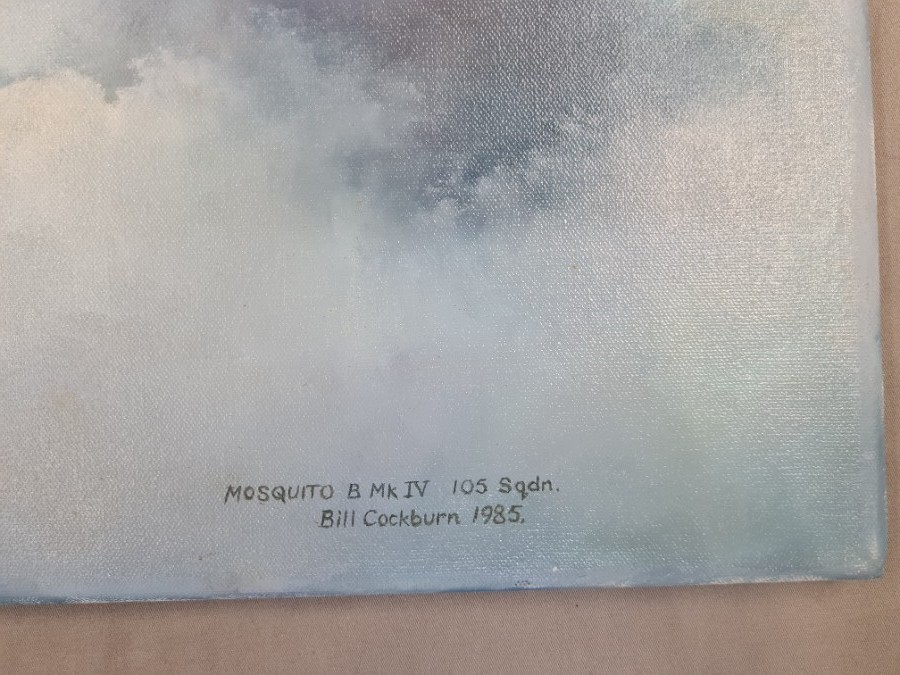 MOSQUITO B Mk IV 105 Sqdn.
Bill Cockburn 1985.